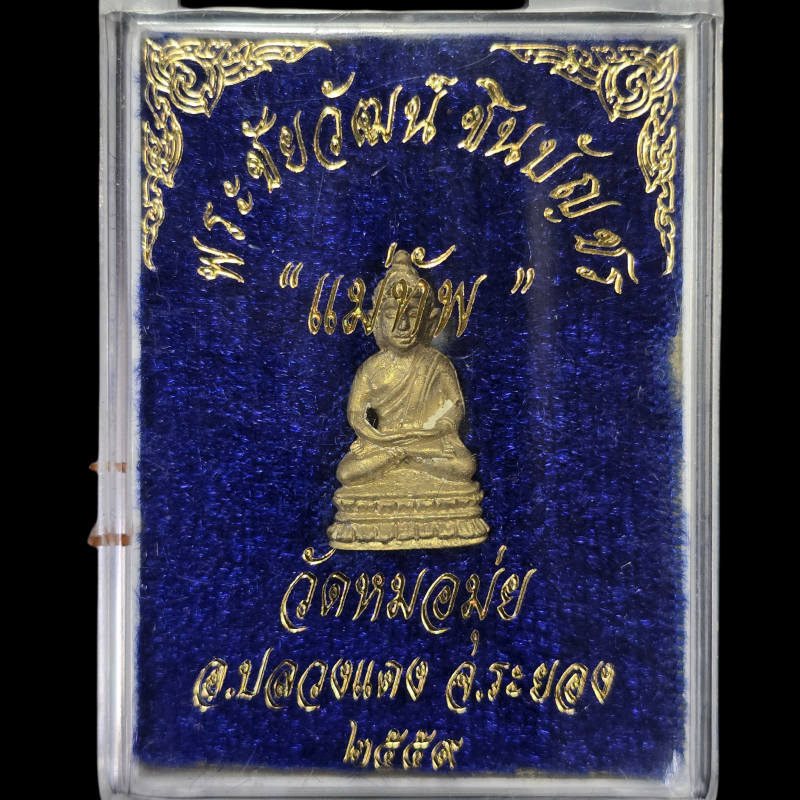 พระชัยวัฒน์ ชินบัญชร
"แม่ทัพ"
วัดหมอมุ่ย
อ.ปลวกแดง จ.ระยอง
๒๕๕๙